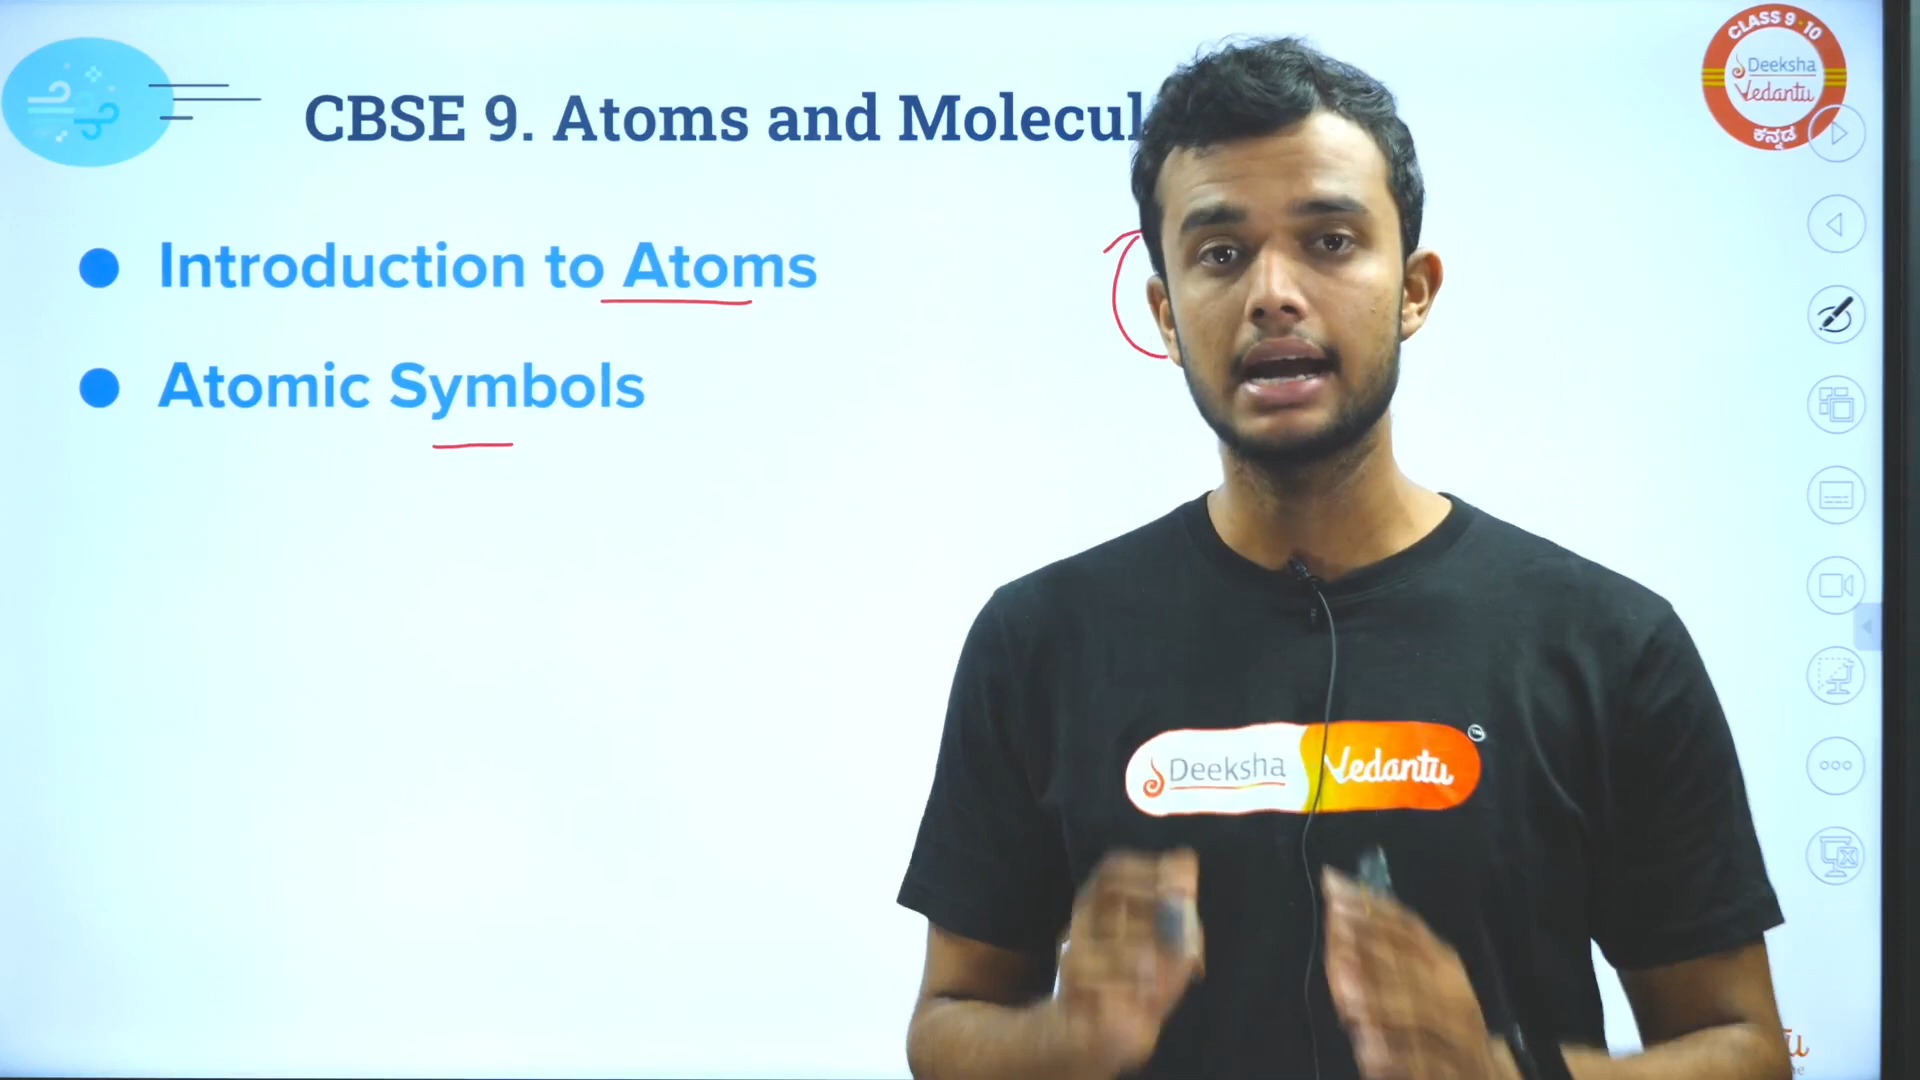 CBSE 9. Atoms and Molecul
Introduction to Atoms
Atomic Symbols
CLASS 9-10
Deeksha
Vedantu
ಕನ್ನಡ
Deeksha Vedantu TM